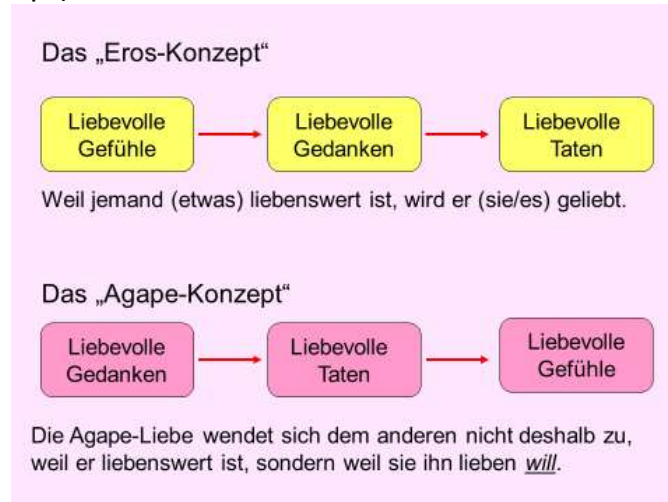 Das „Eros-Konzept“
Liebevolle
Gefühle
Liebevolle
Gedanken
Liebevolle
Taten
Weil jemand (etwas) liebenswert ist, wird er (sie/es) geliebt.
Das „Agape-Konzept“
Liebevolle
Gedanken
Liebevolle
Taten
Liebevolle
Gefühle
Die Agape-Liebe wendet sich dem anderen nicht deshalb zu,
weil er liebenswert ist, sondern weil sie ihn lieben will.